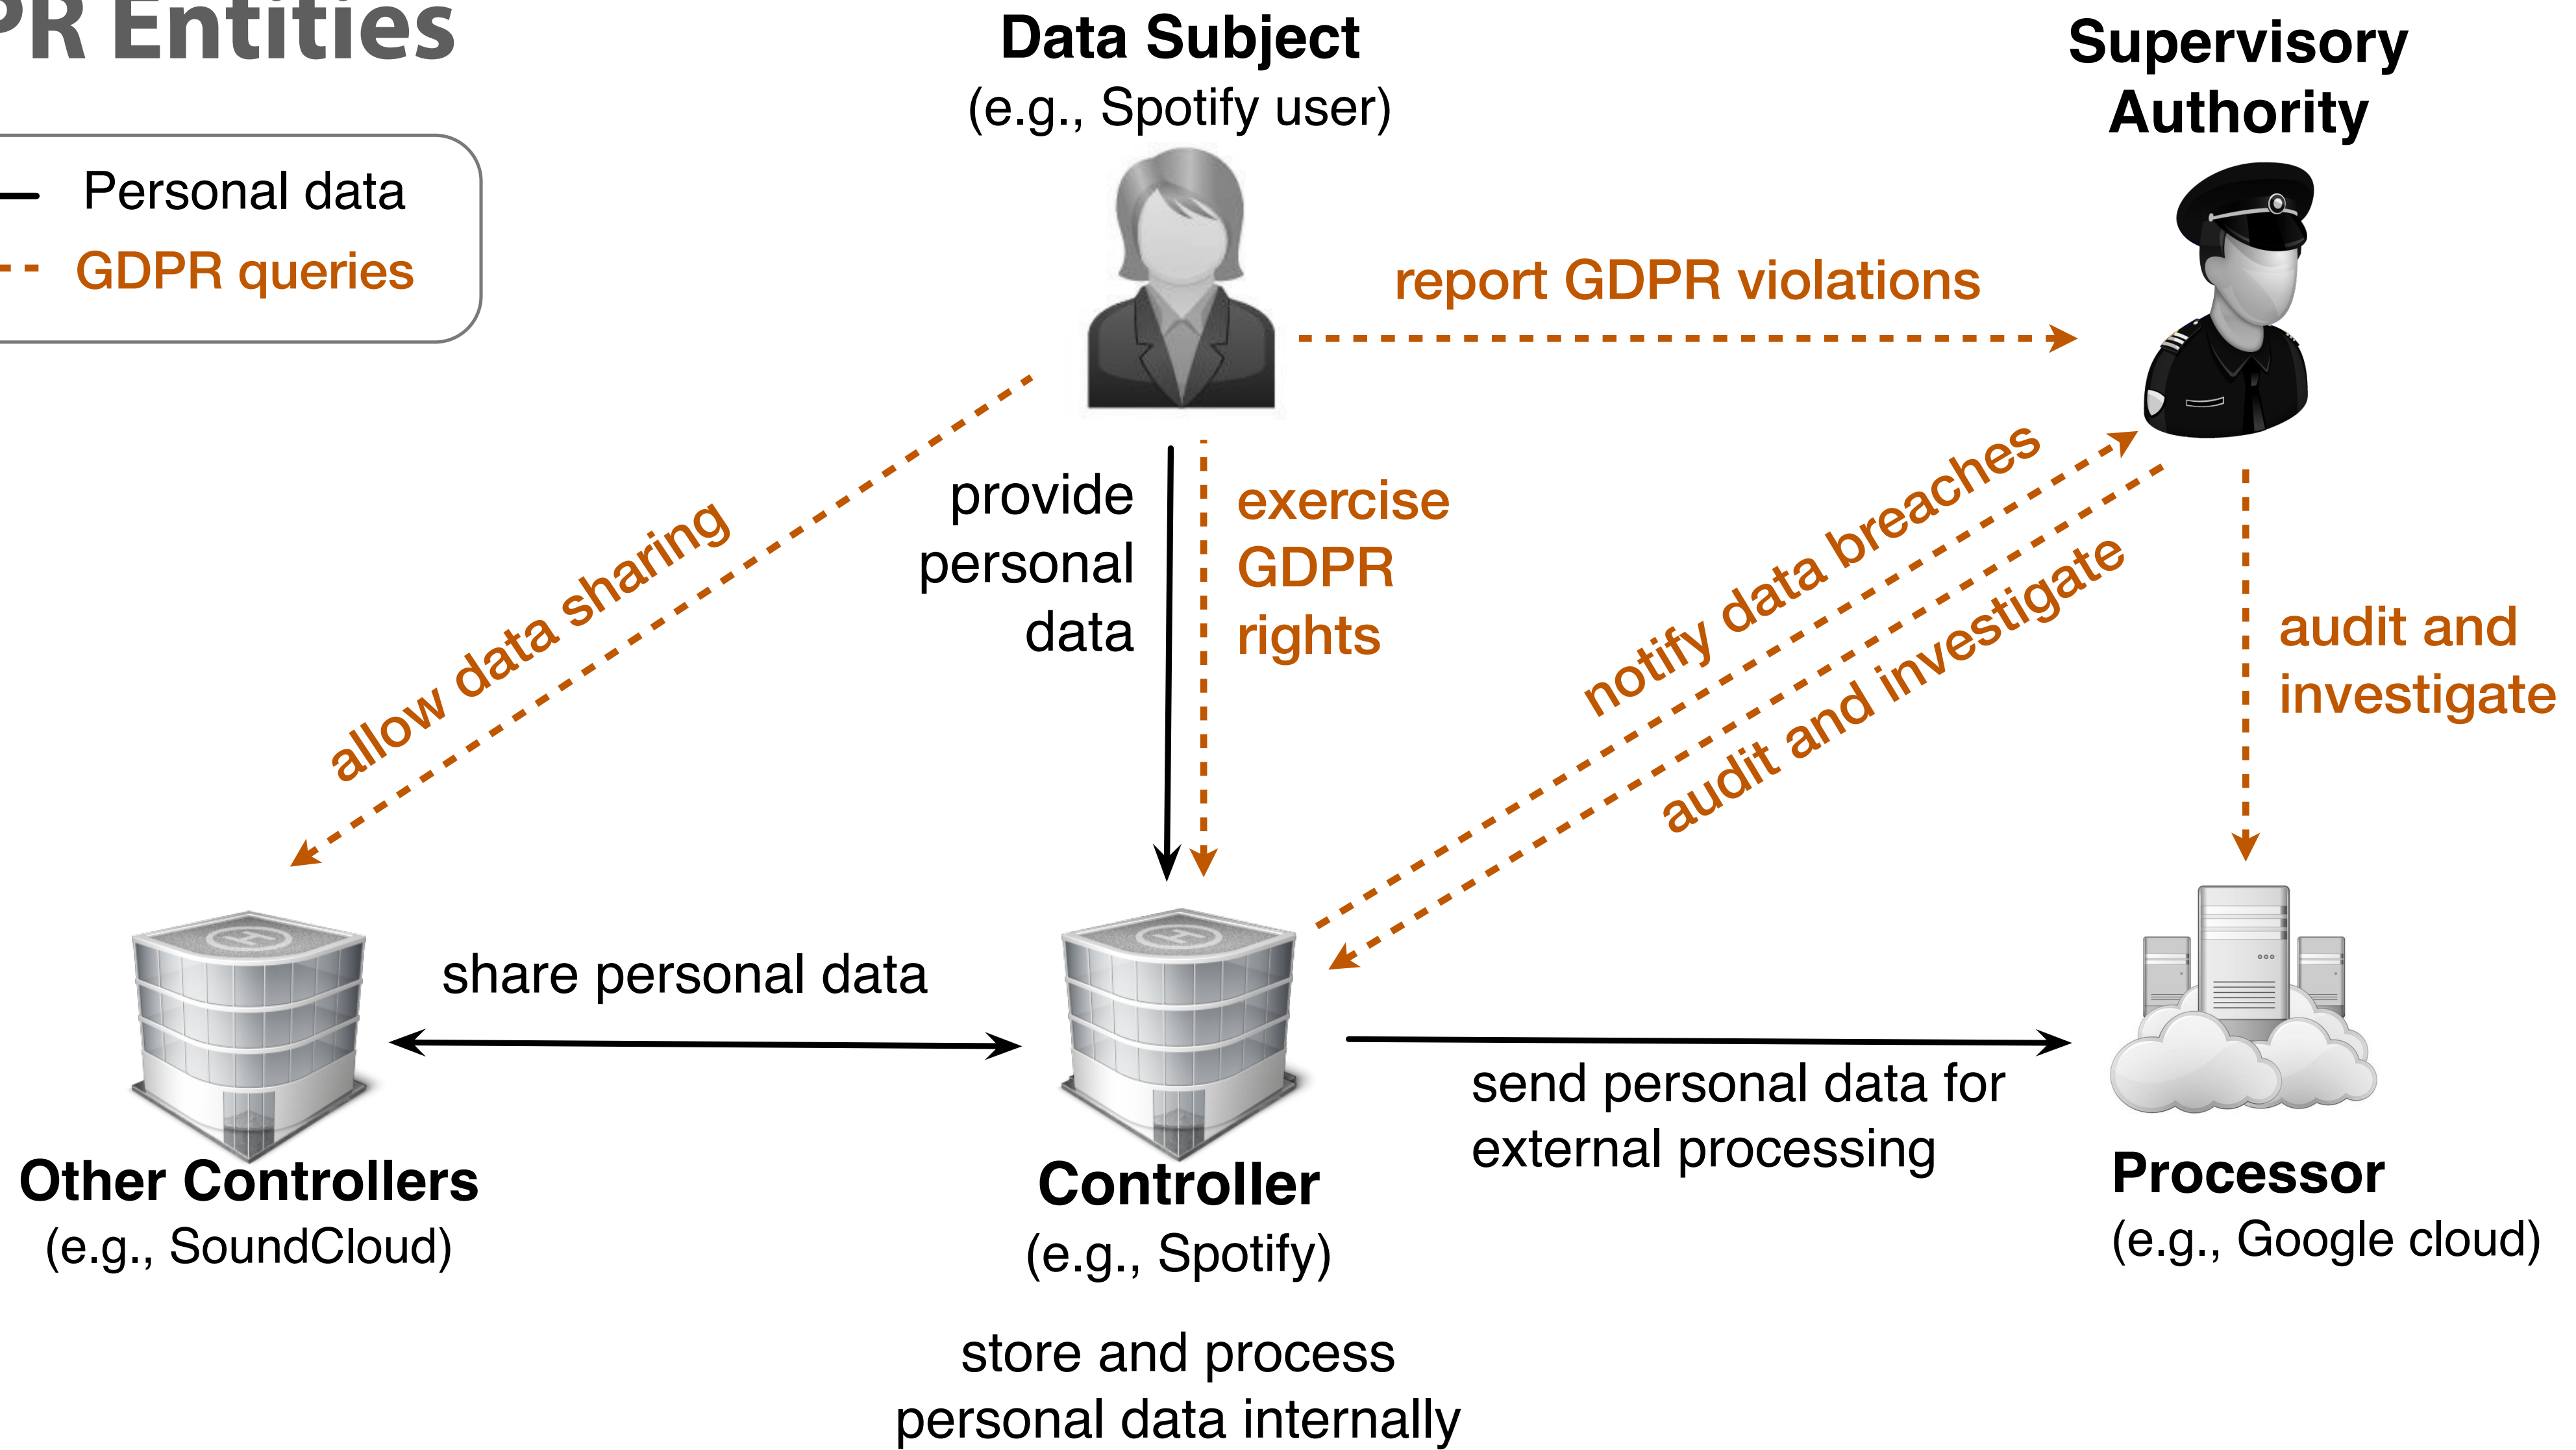 PR Entities
Personal data
GDPR queries
Data Subject
(e.g., Spotify user)
Supervisory
Authority
report GDPR violations
allow data sharing
provide
personal
data
exercise
GDPR
rights
notify data breaches
audit and investigate
audit and
investigate
share personal data
send personal data for
external processing
Other Controllers
(e.g., SoundCloud)
Controller
(e.g., Spotify)
Processor
(e.g., Google cloud)
store and process
personal data internally